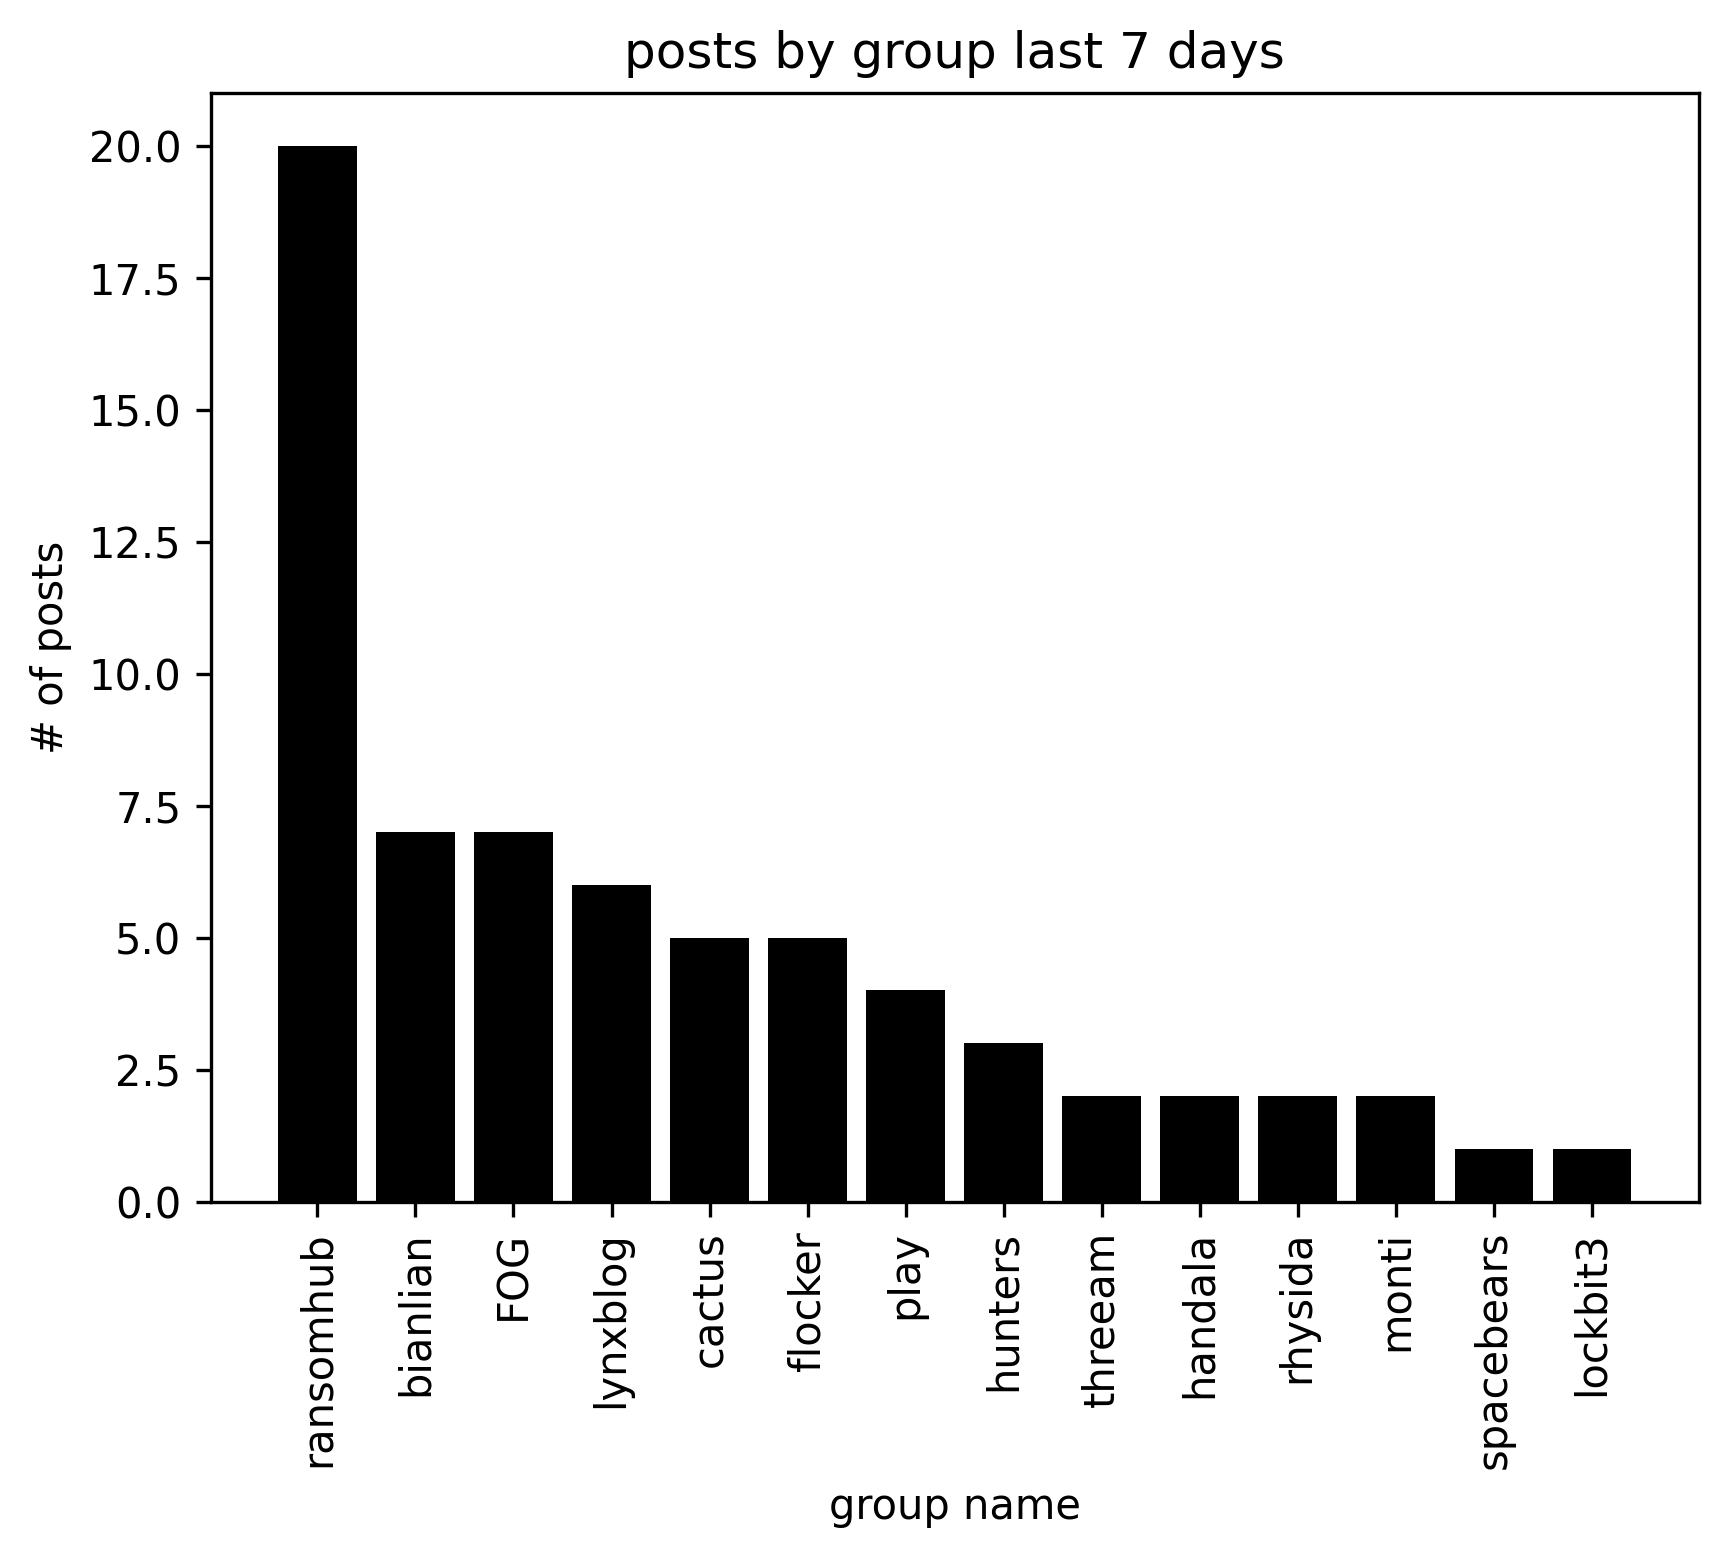 posts by group last 7 days
# of posts
20.0
17.5
15.0
12.5
10.0
7.5
5.0
2.5
0.0
ransomhub
bianlian
FOG
lynxblog
cactus
flocker
play
hunters
threeam
handala
rhysida
monti
spacebears
lockbit3
group name